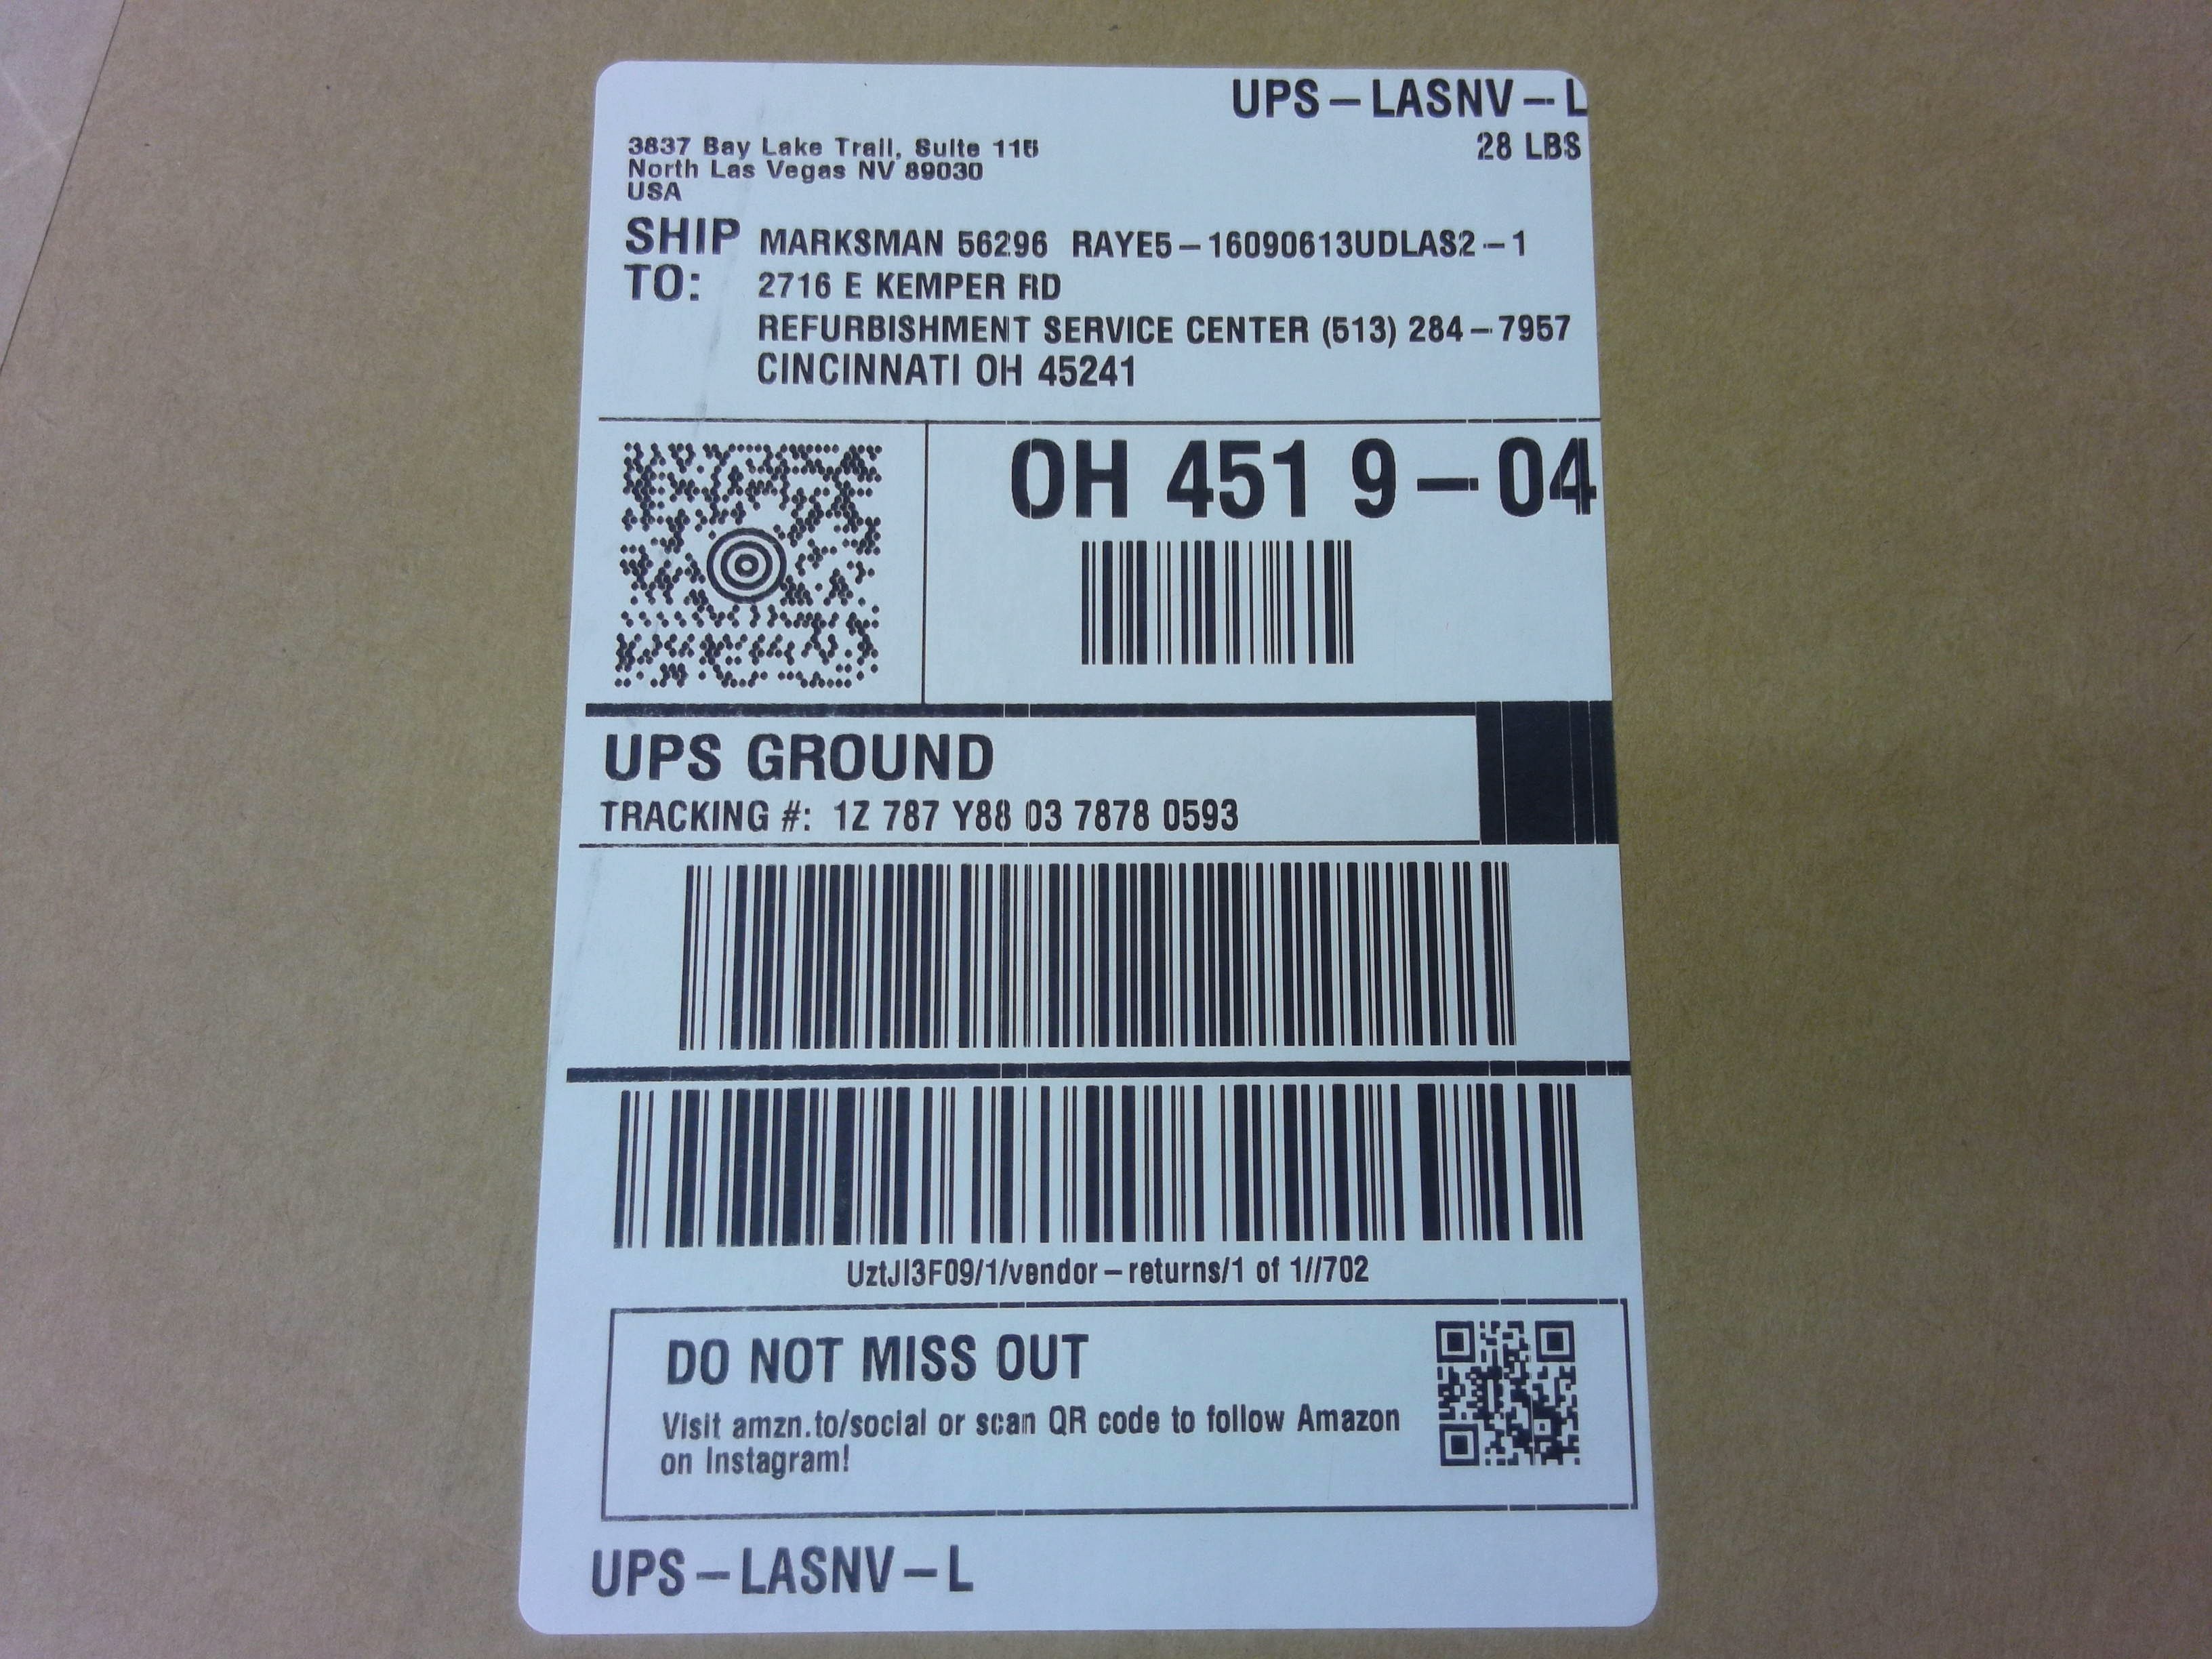 UPS-LASNV-L
28 LBS
3837 Bay Lake Trail, Suite 115
North Las Vegas NV 89030
USA
SHIP TO:
MARKSMAN 56296 RAYE5-16090613UDLAS2-1
2716 E KEMPER RD
REFURBISHMENT SERVICE CENTER (513) 284-7957
CINCINNATI OH 45241
OH 451 9-04
UPS GROUND
TRACKING #: 1Z 787 Y88 03 7878 0593
UztJI3F09/1/vendor-returns/1 of 1//702
DO NOT MISS OUT
Visit amzn.to/social or scan QR code to follow Amazon
on Instagram!
UPS-LASNV-L